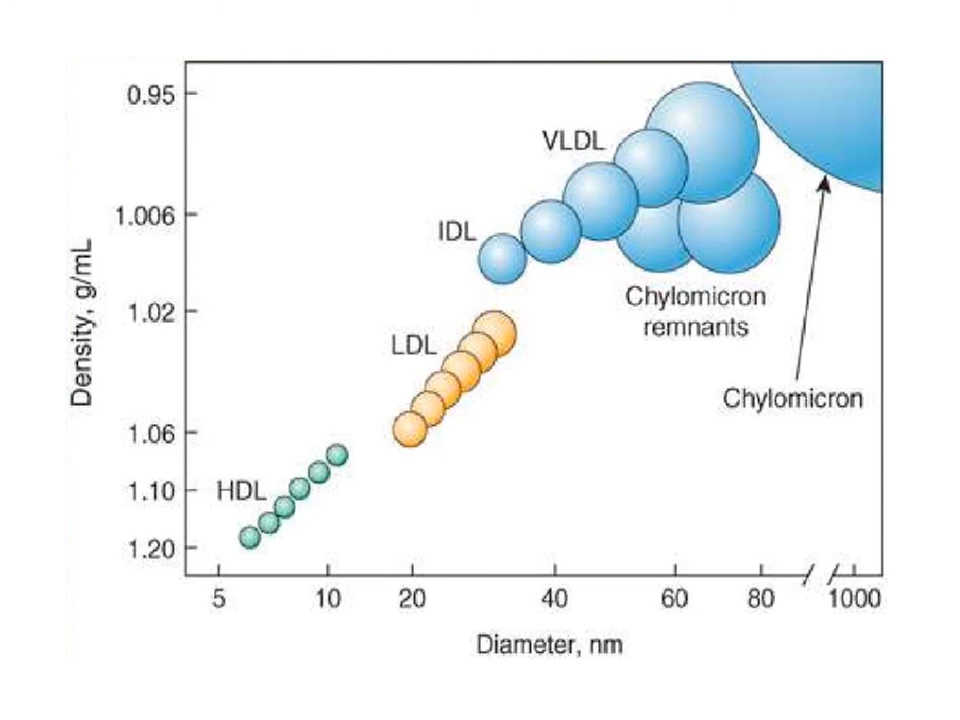 0.95
VLDL
1.006
IDL
Chylomicron
remnants
1.02
LDL
Chylomicron
1.06
HDL
1.10
1.20
Density, g/mL
5 10 20 40 60 80 1000
Diameter, nm